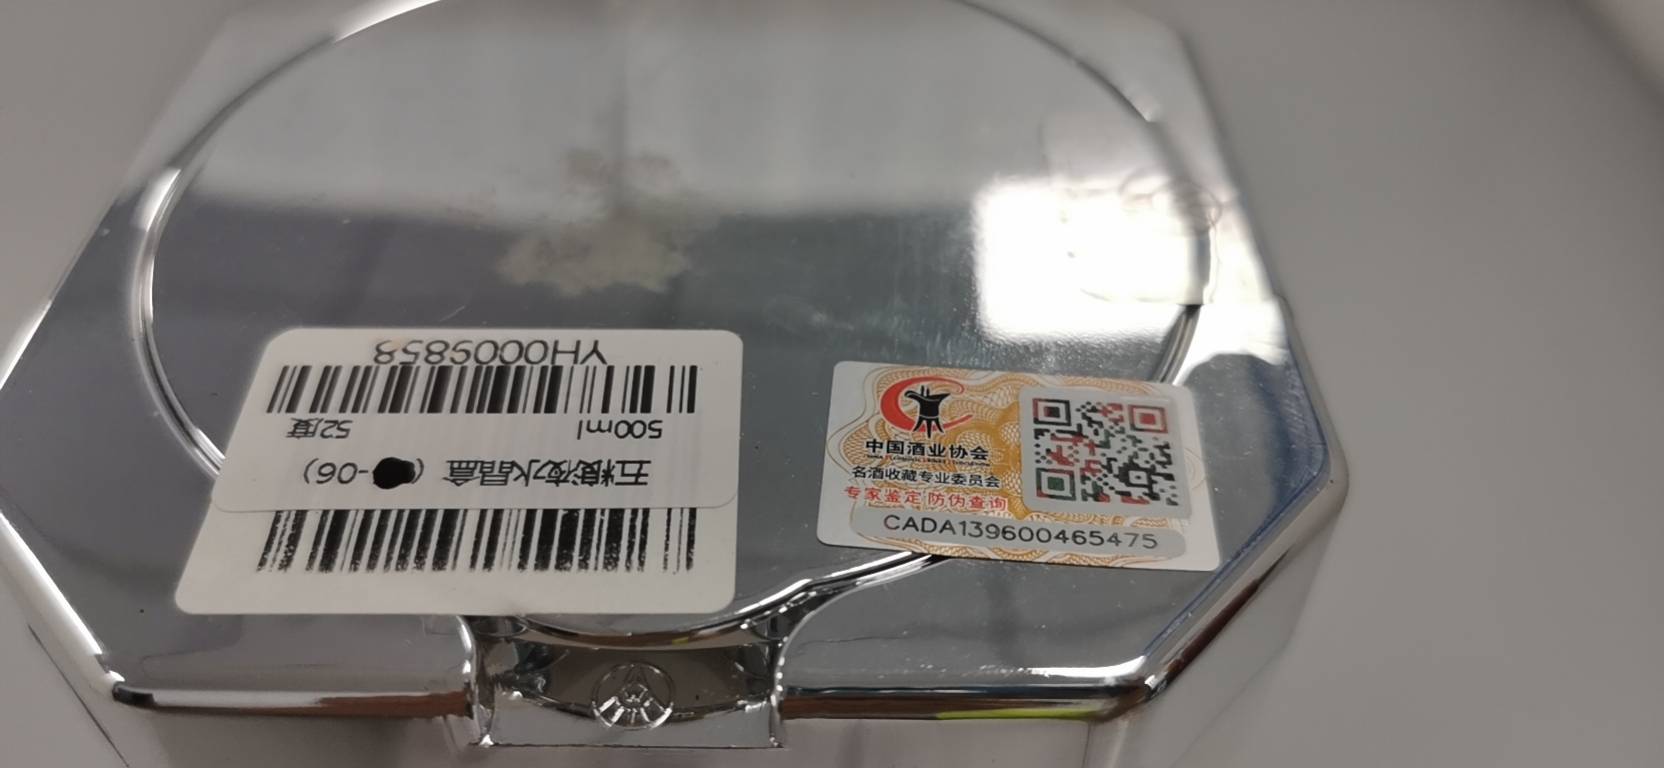 YH0005858
500ml 52度
五粮液水晶盒 ( -06)
中国酒业协会
名酒收藏专业委员会
专家鉴定 防伪查询
CADA139600465475